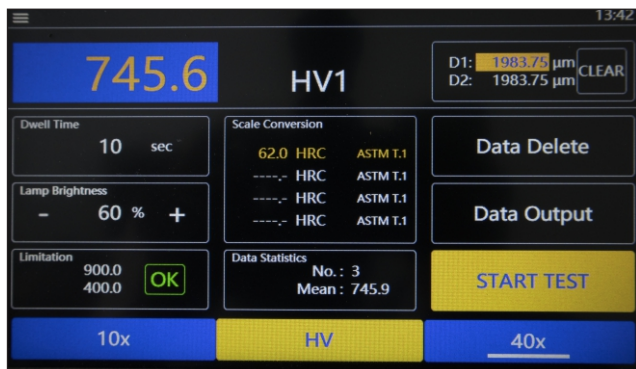 13:42
745.6
HV1
D1: 1983.75 µm
D2: 1983.75 µm
CLEAR
Dwell Time
10 sec
Scale Conversion
62.0 HRC ASTM T.1
----.- HRC ASTM T.1
----.- HRC ASTM T.1
----.- HRC ASTM T.1
Data Delete
Lamp Brightness
- 60 % +
Data Output
Limitation
900.0
400.0
OK
Data Statistics
No. : 3
Mean : 745.9
START TEST
10x
HV
40x